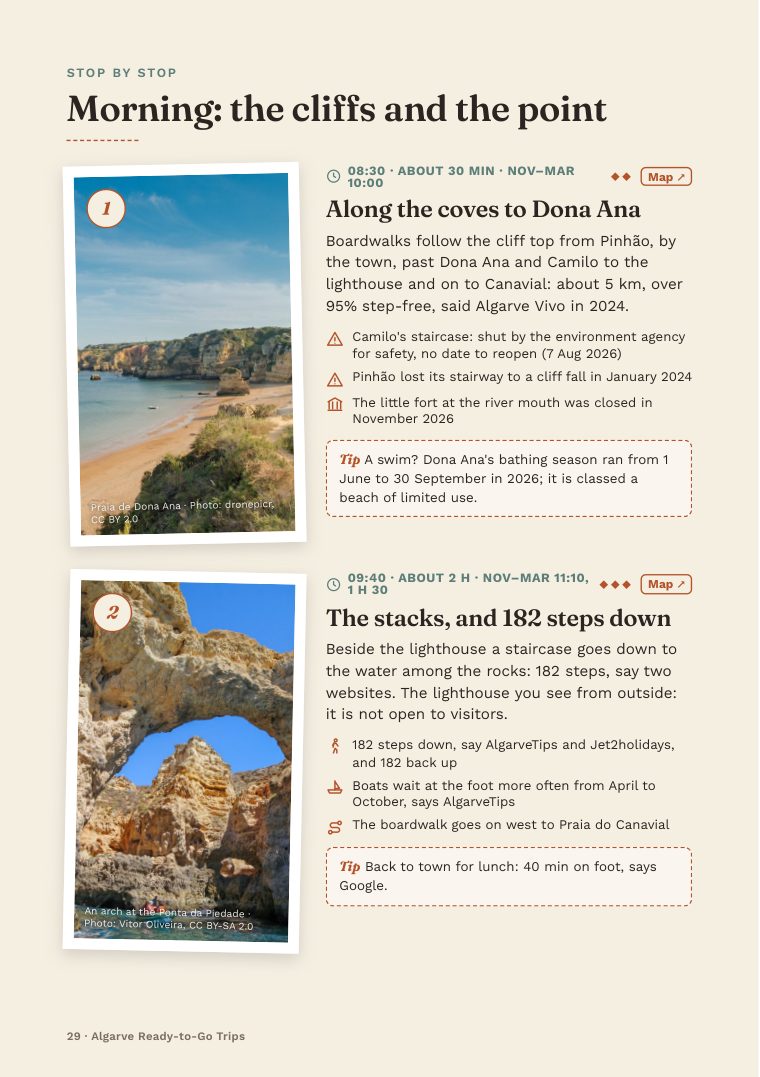 STOP BY STOP
Morning: the cliffs and the point
1
Praia de Dona Ana · Photo: dronepicr,
CC BY 2.0
08:30 · ABOUT 30 MIN · NOV–MAR
10:00
◆◆
Map ↗
Along the coves to Dona Ana
Boardwalks follow the cliff top from Pinhão, by
the town, past Dona Ana and Camilo to the
lighthouse and on to Canavial: about 5 km, over
95% step-free, said Algarve Vivo in 2024.
Camilo's staircase: shut by the environment agency
for safety, no date to reopen (7 Aug 2026)
Pinhão lost its stairway to a cliff fall in January 2024
The little fort at the river mouth was closed in
November 2026
Tip A swim? Dona Ana's bathing season ran from 1
June to 30 September in 2026; it is classed a
beach of limited use.
2
An arch at the Ponta da Piedade ·
Photo: Vitor Oliveira, CC BY-SA 2.0
09:40 · ABOUT 2 H · NOV–MAR 11:10,
1 H 30
◆◆◆
Map ↗
The stacks, and 182 steps down
Beside the lighthouse a staircase goes down to
the water among the rocks: 182 steps, say two
websites. The lighthouse you see from outside:
it is not open to visitors.
182 steps down, say AlgarveTips and Jet2holidays,
and 182 back up
Boats wait at the foot more often from April to
October, says AlgarveTips
The boardwalk goes on west to Praia do Canavial
Tip Back to town for lunch: 40 min on foot, says
Google.
29 · Algarve Ready-to-Go Trips